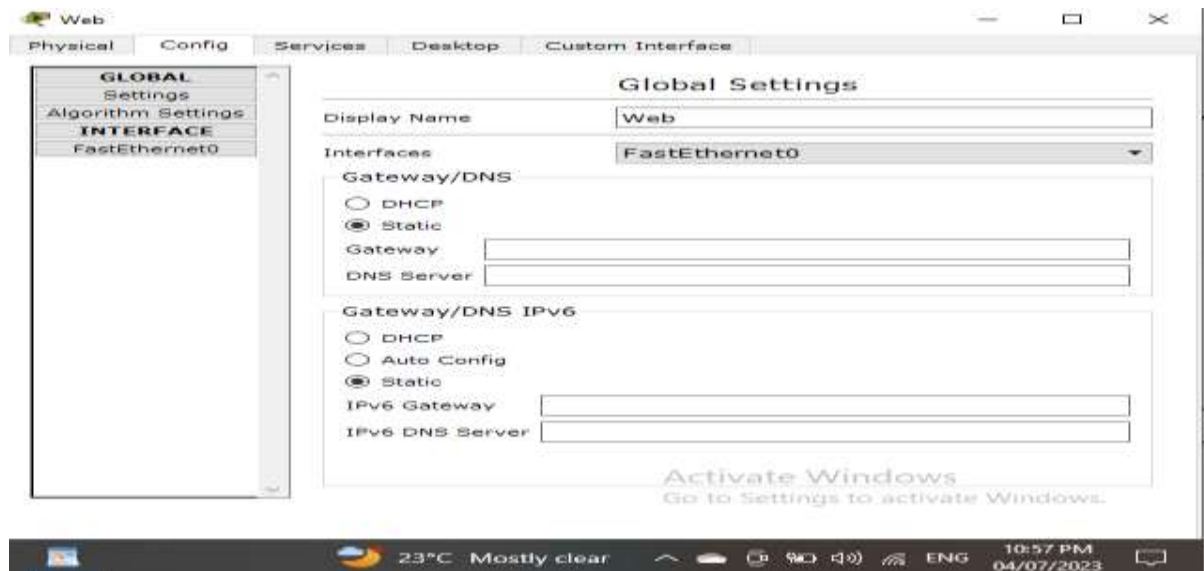 Web
Physical Config Services Desktop Custom Interface
GLOBAL
Settings
Algorithm Settings
INTERFACE
FastEthernet0
Global Settings
Display Name Web
Interfaces FastEthernet0
Gateway/DNS
DHCP
Static
Gateway
DNS Server
Gateway/DNS IPv6
DHCP
Auto Config
Static
IPv6 Gateway
IPv6 DNS Server
Activate Windows
Go to Settings to activate Windows.
23°C Mostly clear ENG 10:57 PM
04/07/2023